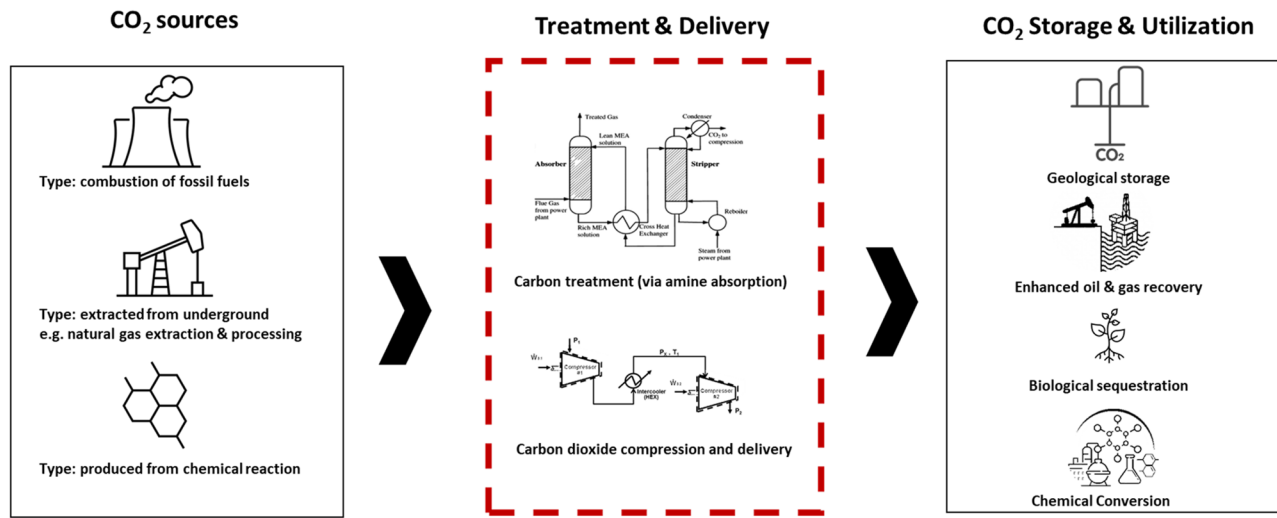 CO₂ sources
Type: combustion of fossil fuels
Type: extracted from underground
e.g. natural gas extraction & processing
Type: produced from chemical reaction
Treatment & Delivery
Treated Gas
Condenser
Lean MEA
solution
CO₂ to
compression
Absorber
Stripper
Flue Gas
from power
plant
Rich MEA
solution
Cross Heat
Exchanger
Reboiler
Steam from
power plant
Carbon treatment (via amine absorption)
P₁
Compressor
#1
Intercooler
(HEX)
Compressor
#2
P₂
Carbon dioxide compression and delivery
CO₂ Storage & Utilization
CO₂
Geological storage
Enhanced oil & gas recovery
Biological sequestration
Chemical Conversion